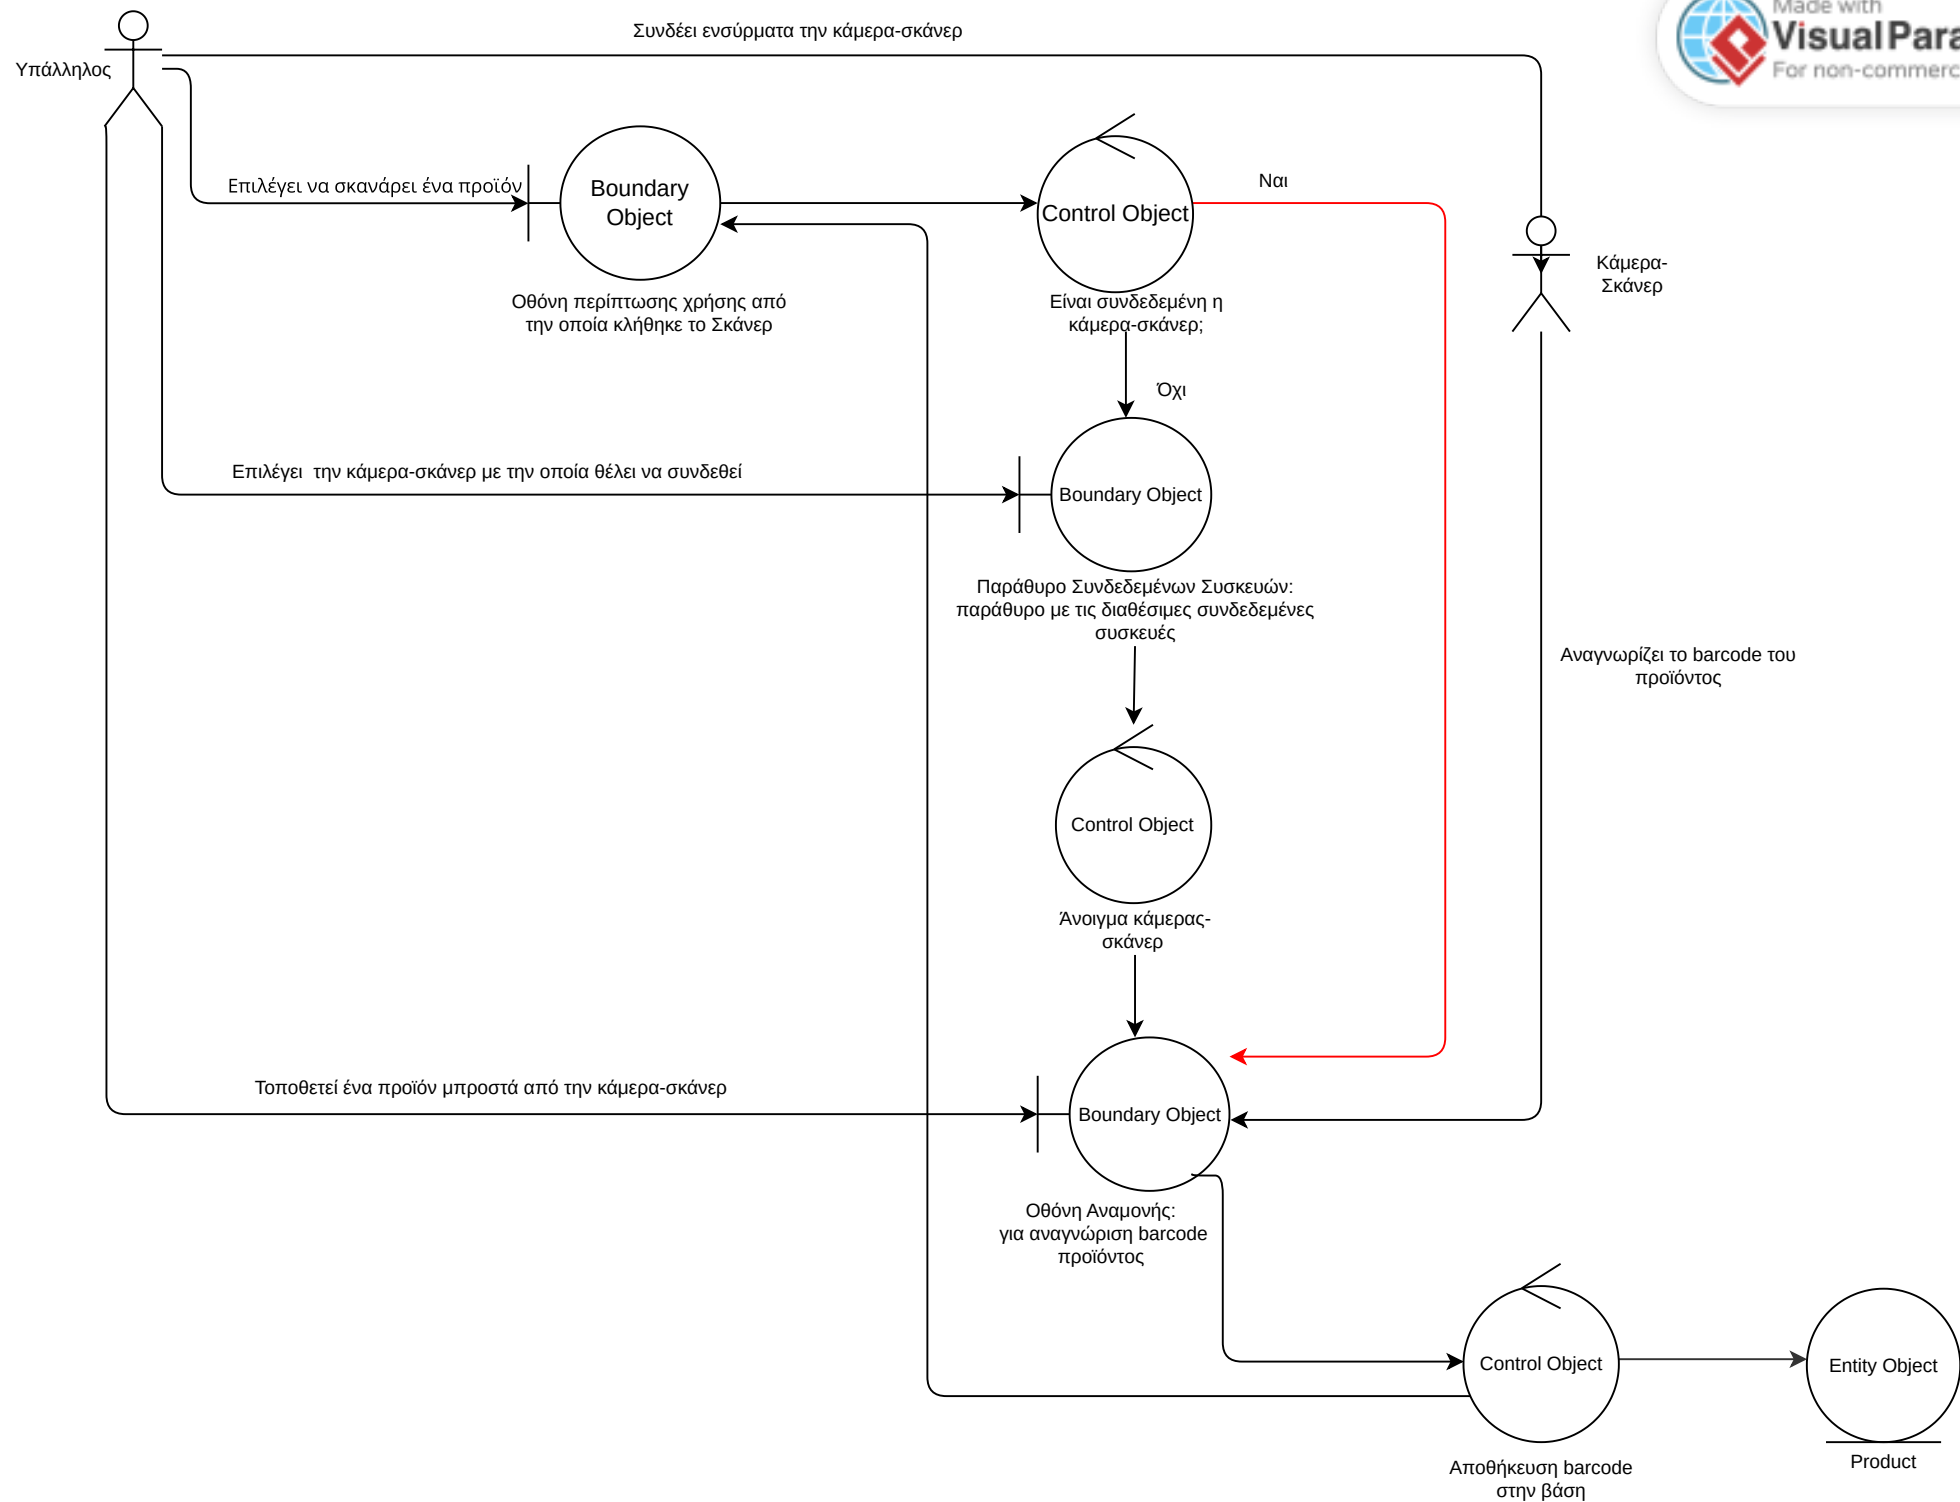 Made with
Συνδέει ενσύρματα την κάμερα-σκάνερ
Visual Para
Υπάλληλος
For non-commerc
Επιλέγει να σκανάρει ένα προϊόν
Boundary
Object
Control Object
Ναι
Κάμερα-
Σκάνερ
Οθόνη περίπτωσης χρήσης από
την οποία κλήθηκε το Σκάνερ
Είναι συνδεδεμένη η
κάμερα-σκάνερ;
Όχι
Επιλέγει  την κάμερα-σκάνερ με την οποία θέλει να συνδεθεί
Boundary Object
Παράθυρο Συνδεδεμένων Συσκευών:
παράθυρο με τις διαθέσιμες συνδεδεμένες
συσκευές
Αναγνωρίζει το barcode του
προϊόντος
Control Object
Άνοιγμα κάμερας-
σκάνερ
Τοποθετεί ένα προϊόν μπροστά από την κάμερα-σκάνερ
Boundary Object
Οθόνη Αναμονής:
για αναγνώριση barcode
προϊόντος
Control Object
Entity Object
Αποθήκευση barcode
στην βάση
Product